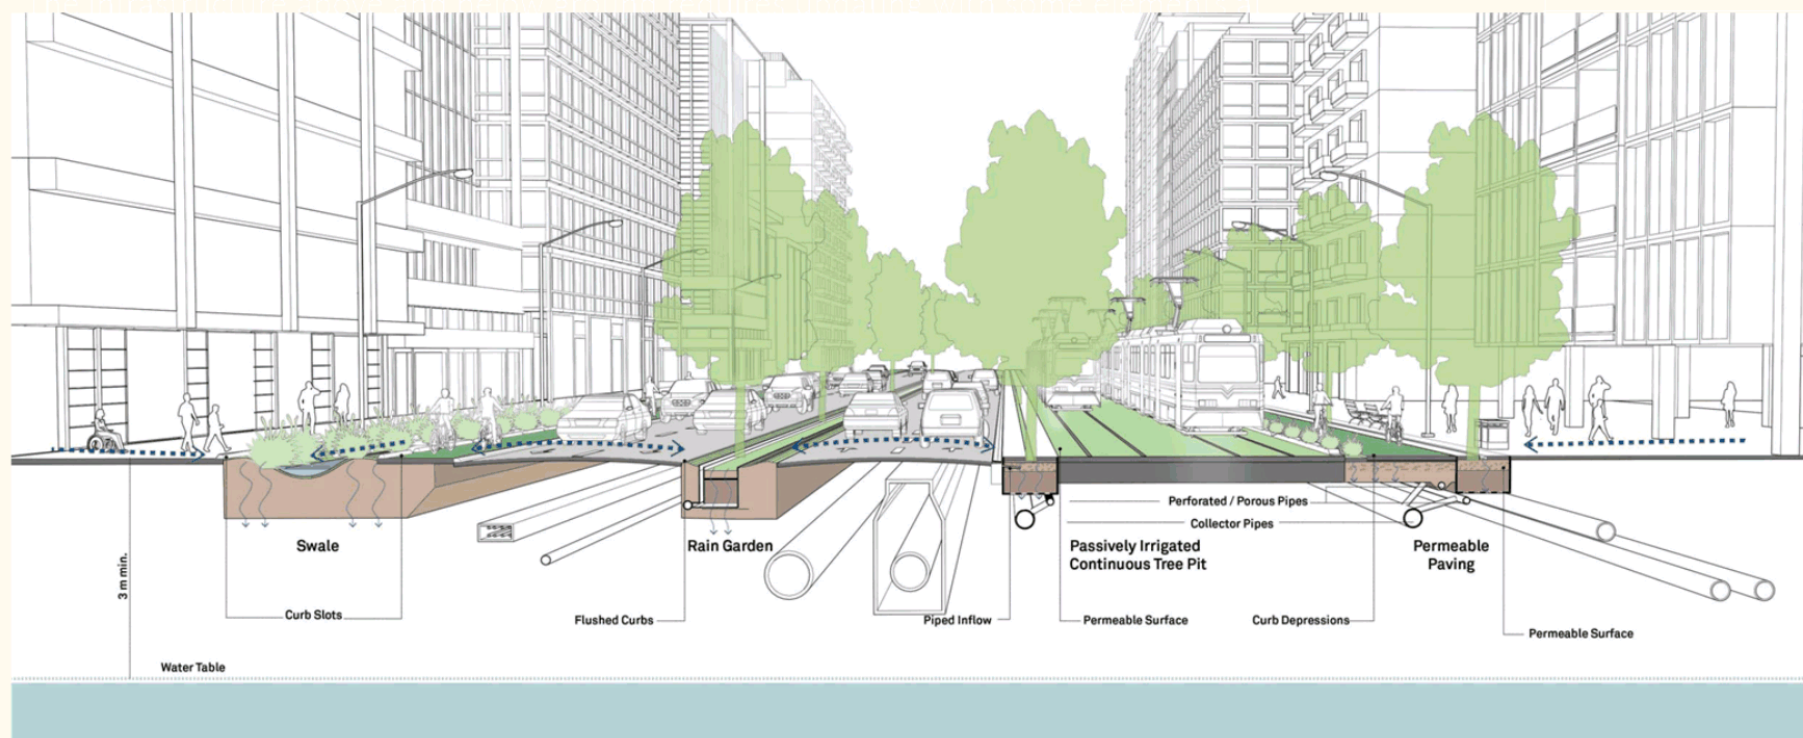 Perforated / Porous Pipes
Collector Pipes
Swale
Rain Garden
Passively Irrigated
Continuous Tree Pit
Permeable
Paving
3 m min.
Curb Slots
Flushed Curbs
Piped Inflow
Permeable Surface
Curb Depressions
Permeable Surface
Water Table